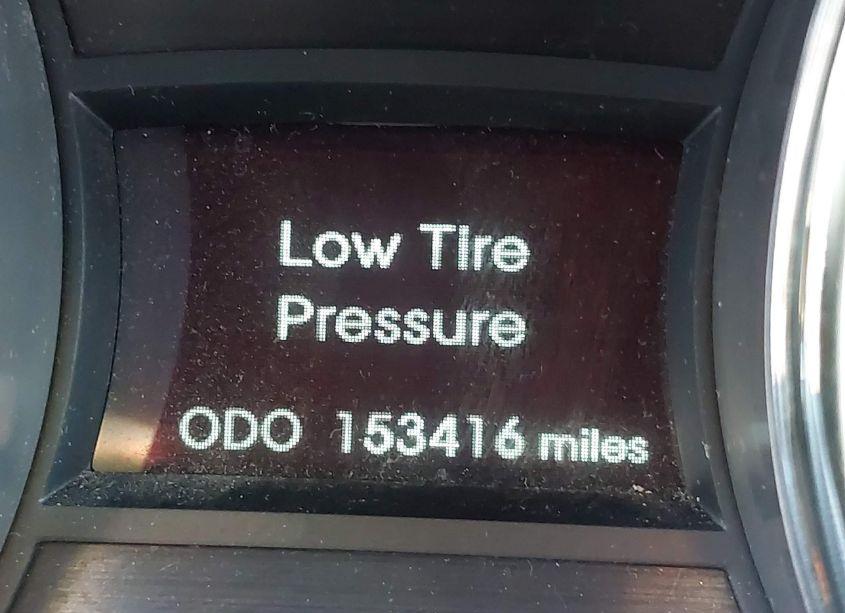 Low Tire
Pressure
ODO 153416 miles